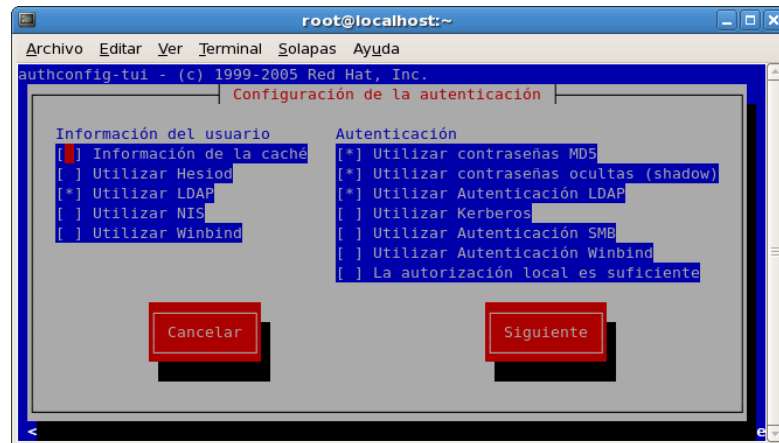 root@localhost:~
Archivo Editar Ver Terminal Solapas Ayuda
authconfig-tui - (c) 1999-2005 Red Hat, Inc.
Configuración de la autenticación
Información del usuario
[ ] Información de la caché
[ ] Utilizar Hesiod
[*] Utilizar LDAP
[ ] Utilizar NIS
[ ] Utilizar Winbind
Autenticación
[*] Utilizar contraseñas MD5
[*] Utilizar contraseñas ocultas (shadow)
[*] Utilizar Autenticación LDAP
[ ] Utilizar Kerberos
[ ] Utilizar Autenticación SMB
[ ] Utilizar Autenticación Winbind
[ ] La autorización local es suficiente
Cancelar
Siguiente
< e